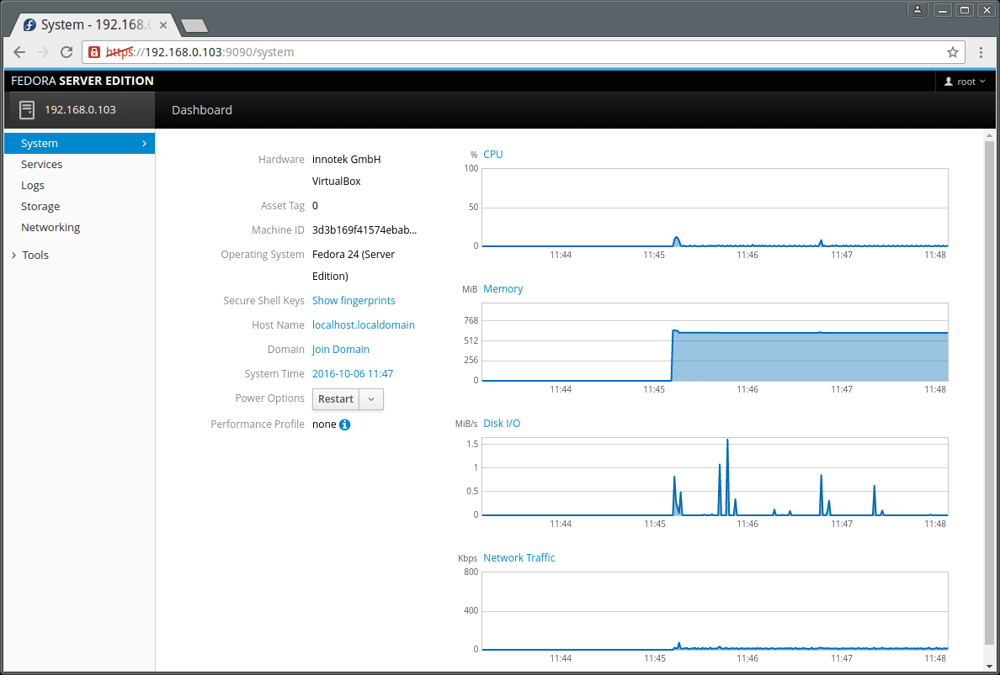 System - 192.168.0
https://192.168.0.103:9090/system
FEDORA SERVER EDITION
root
192.168.0.103
Dashboard
System
Services
Logs
Storage
Networking
Tools
Hardware innotek GmbH
VirtualBox
Asset Tag 0
Machine ID 3d3b169f41574ebab...
Operating System Fedora 24 (Server
Edition)
Secure Shell Keys Show fingerprints
Host Name localhost.localdomain
Domain Join Domain
System Time 2016-10-06 11:47
Power Options Restart
Performance Profile none
% CPU
100
50
0
11:44 11:45 11:46 11:47 11:48
MiB Memory
768
512
256
0
11:44 11:45 11:46 11:47 11:48
MiB/s Disk I/O
1.5
1
0.5
0
11:44 11:45 11:46 11:47 11:48
Kbps Network Traffic
800
400
0
11:44 11:45 11:46 11:47 11:48